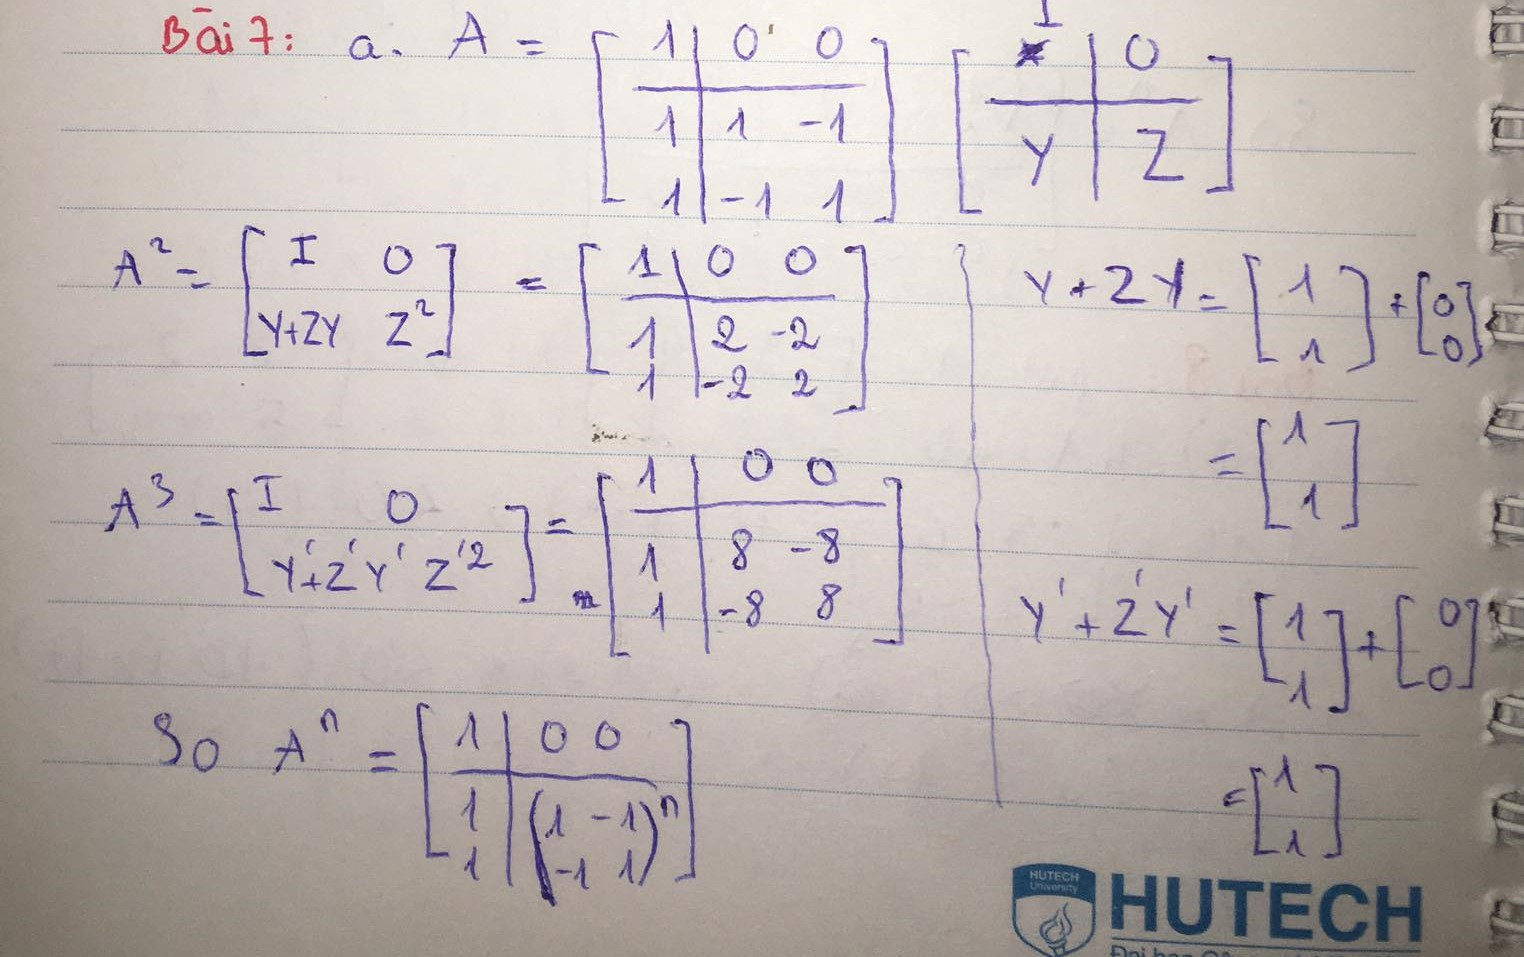 Bài 7: a. A = [ 1 | 0 0 ; 1 | 1 -1 ; 1 | -1 1 ] [ I | 0 ; Y | Z ]
A² = [ I 0 ; Y+ZY Z² ] = [ 1 | 0 0 ; 1 | 2 -2 ; 1 | -2 2 ]
Y + ZY = [ 1 ; 1 ] + [ 0 ; 0 ]
= [ 1 ; 1 ]
A³ = [ I 0 ; Y'+Z'Y' Z'² ] = [ 1 | 0 0 ; 1 | 8 -8 ; 1 | -8 8 ]
Y' + Z'Y' = [ 1 ; 1 ] + [ 0 ; 0 ]
= [ 1 ; 1 ]
So Aⁿ = [ 1 | 0 0 ; 1 ; 1 | ( 1 -1 ; -1 1 )ⁿ ]
HUTECH
University
HUTECH